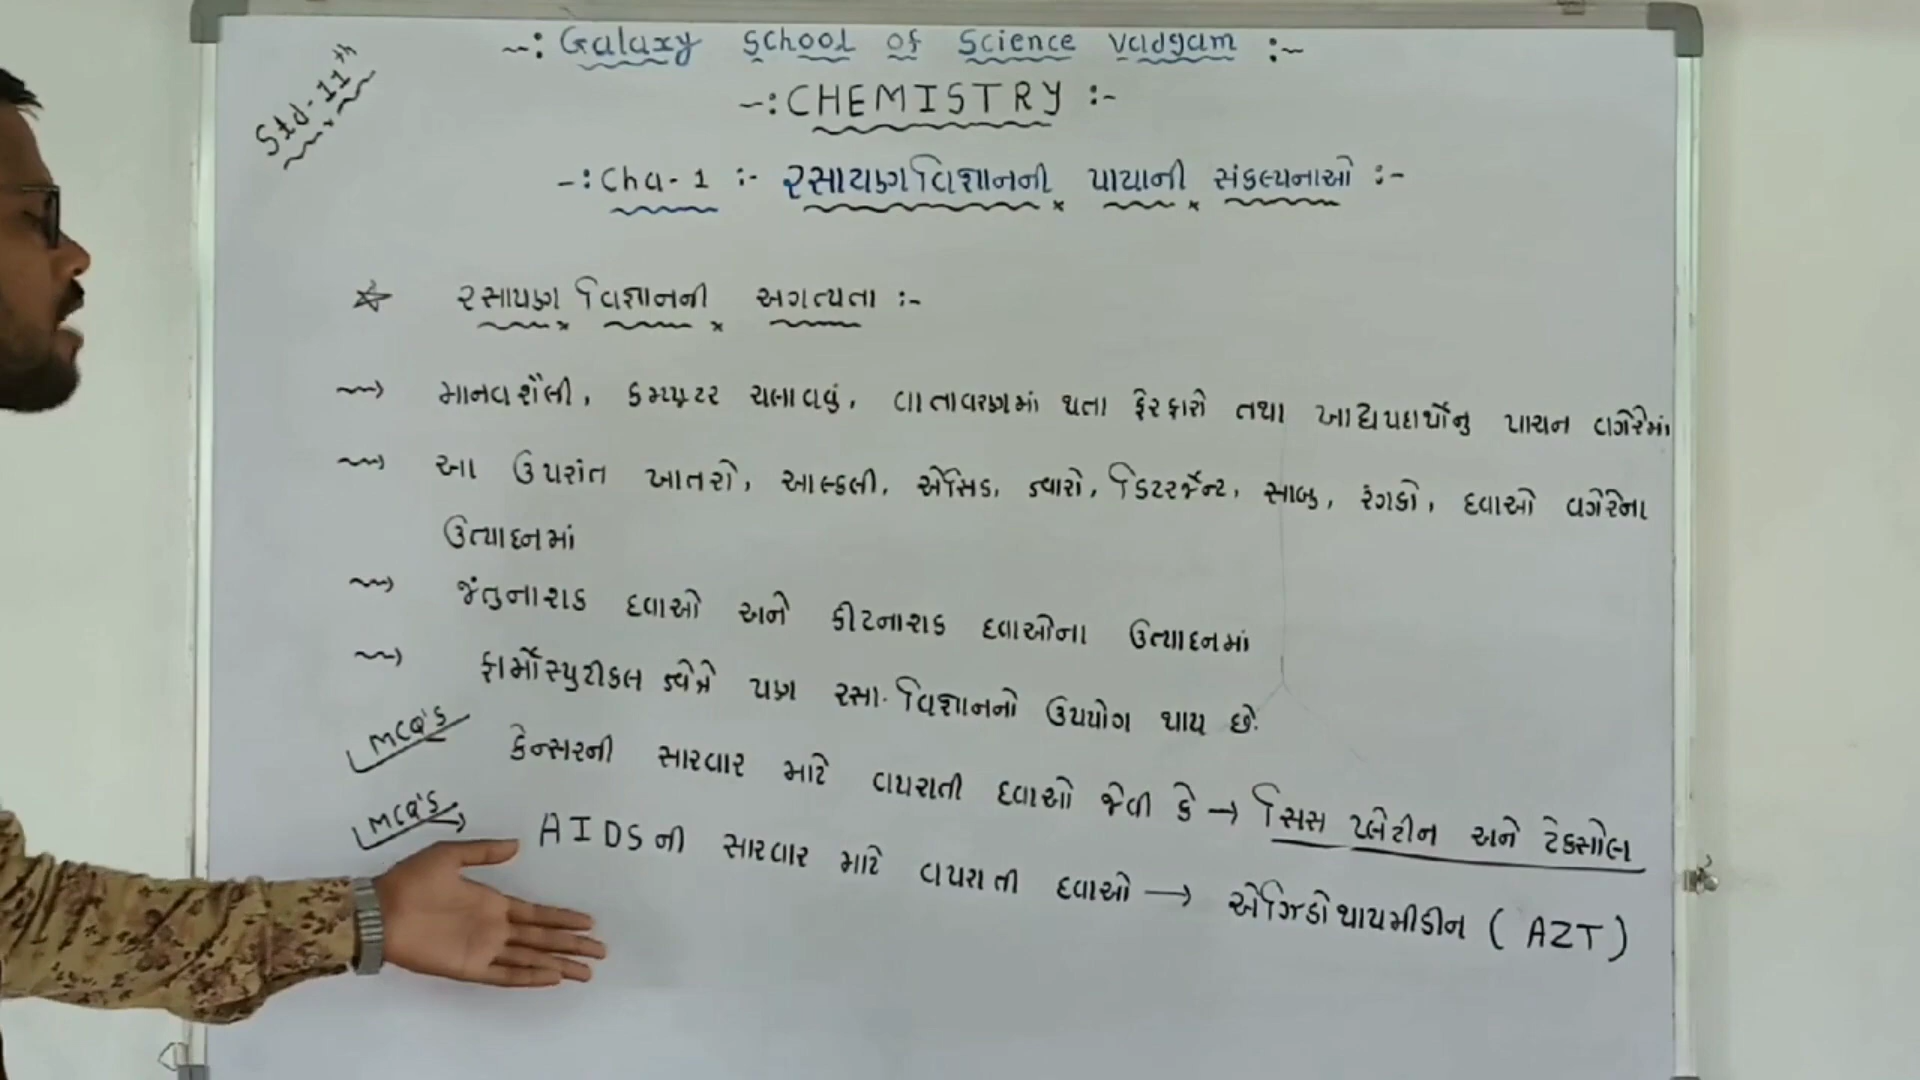 Std-11th
~: Galaxy School of Science Vadgam :~
~: CHEMISTRY :~
-: Cha-1 :- રસાયણવિજ્ઞાનની પાયાની સંકલ્પનાઓ :-
☆ રસાયણ વિજ્ઞાનની અગત્યતા :-
માનવશૈલી, કમ્પ્યૂટર ચલાવવું, વાતાવરણમાં થતા ફેરફારો તથા ખાદ્યપદાર્થોનુ પાચન વગેરેમાં
આ ઉપરાંત ખાતરો, આલ્કલી, ઍસિડ, ક્ષારો, ડિટરર્જન્ટ, સાબુ, રંગકો, દવાઓ વગેરેના
ઉત્પાદનમાં
જંતુનાશક દવાઓ અને કીટનાશક દવાઓના ઉત્પાદનમાં
ફાર્મોસ્યુટીકલ ક્ષેત્રે પણ રસા. વિજ્ઞાનનો ઉપયોગ થાય છે.
MCQ'S કેન્સરની સારવાર માટે વપરાતી દવાઓ જેવી કે → સિસ પ્લેટીન અને ટેક્સોલ
MCQ'S → AIDS ની સારવાર માટે વપરાતી દવાઓ → એઝિડોથાયમીડીન ( AZT )